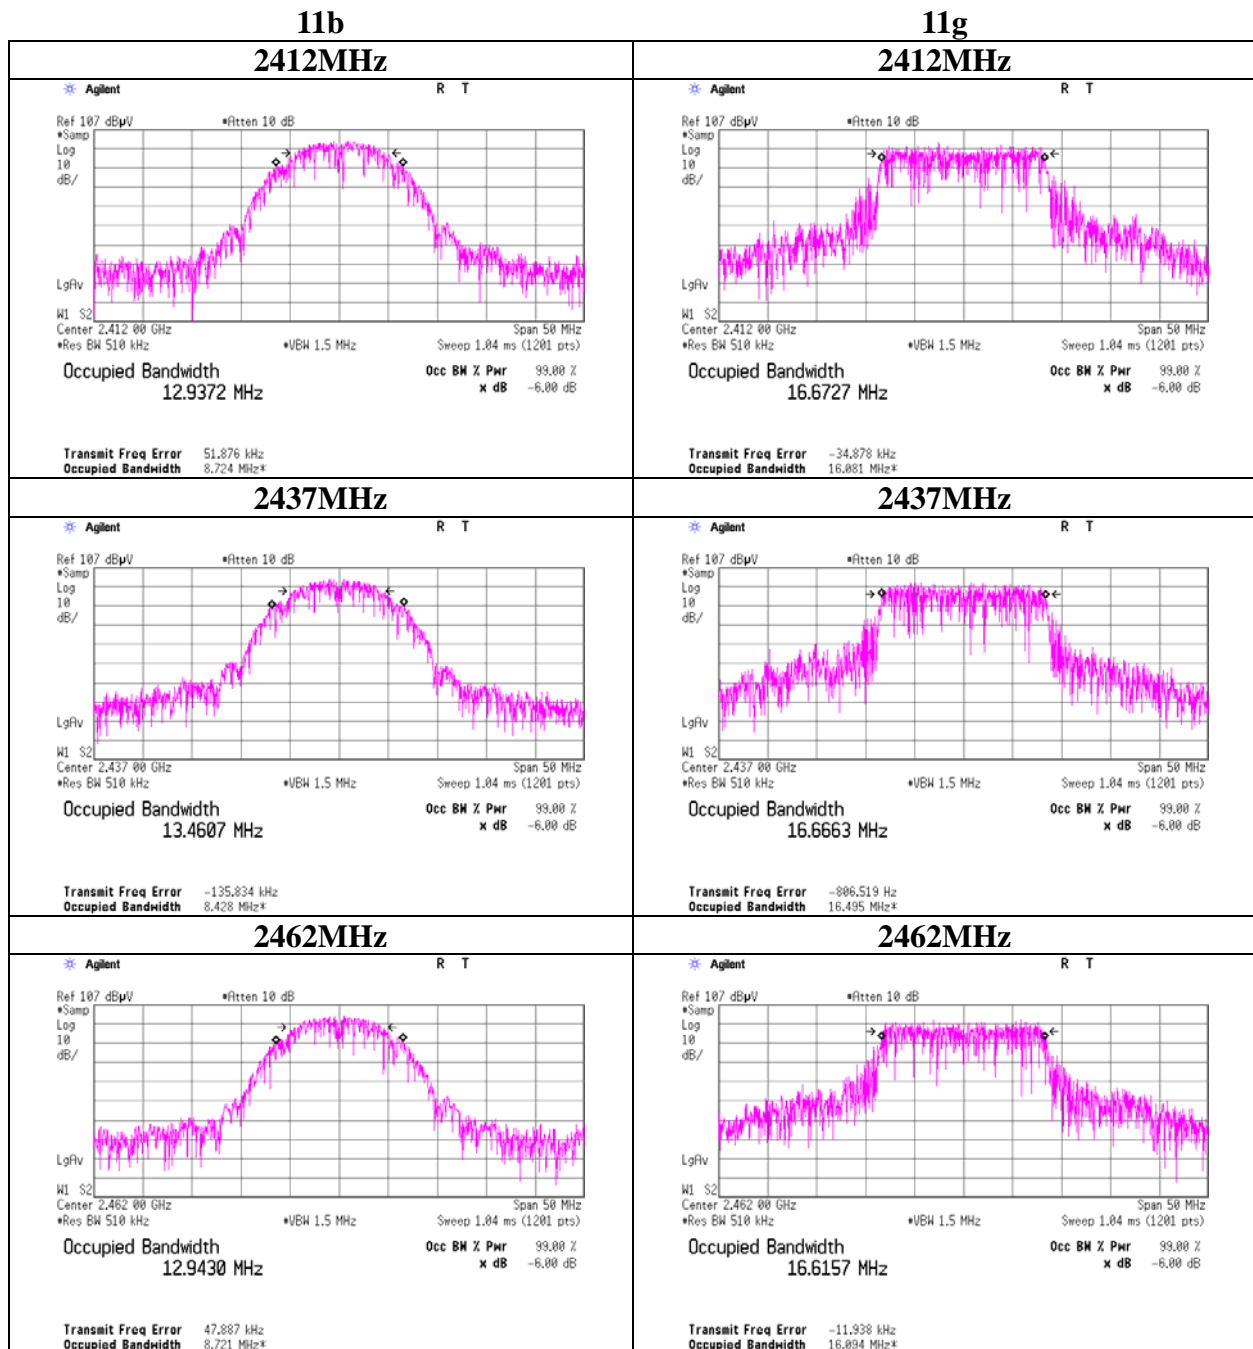 11b 11g
2412MHz 2412MHz
Agilent R T
Ref 107 dBµV *Atten 10 dB
*Samp
Log
10
dB/
LgAv
W1 S2
Center 2.412 00 GHz Span 50 MHz
*Res BW 510 kHz *VBW 1.5 MHz Sweep 1.04 ms (1201 pts)
Occupied Bandwidth Occ BW % Pwr 99.00 %
12.9372 MHz x dB -6.00 dB
Transmit Freq Error 51.876 kHz
Occupied Bandwidth 8.724 MHz*
Agilent R T
Ref 107 dBµV *Atten 10 dB
*Samp
Log
10
dB/
LgAv
W1 S2
Center 2.412 00 GHz Span 50 MHz
*Res BW 510 kHz *VBW 1.5 MHz Sweep 1.04 ms (1201 pts)
Occupied Bandwidth Occ BW % Pwr 99.00 %
16.6727 MHz x dB -6.00 dB
Transmit Freq Error -34.878 kHz
Occupied Bandwidth 16.081 MHz*
2437MHz 2437MHz
Agilent R T
Ref 107 dBµV *Atten 10 dB
*Samp
Log
10
dB/
LgAv
W1 S2
Center 2.437 00 GHz Span 50 MHz
*Res BW 510 kHz *VBW 1.5 MHz Sweep 1.04 ms (1201 pts)
Occupied Bandwidth Occ BW % Pwr 99.00 %
13.4607 MHz x dB -6.00 dB
Transmit Freq Error -135.834 kHz
Occupied Bandwidth 8.428 MHz*
Agilent R T
Ref 107 dBµV *Atten 10 dB
*Samp
Log
10
dB/
LgAv
W1 S2
Center 2.437 00 GHz Span 50 MHz
*Res BW 510 kHz *VBW 1.5 MHz Sweep 1.04 ms (1201 pts)
Occupied Bandwidth Occ BW % Pwr 99.00 %
16.6663 MHz x dB -6.00 dB
Transmit Freq Error -806.519 Hz
Occupied Bandwidth 16.495 MHz*
2462MHz 2462MHz
Agilent R T
Ref 107 dBµV *Atten 10 dB
*Samp
Log
10
dB/
LgAv
W1 S2
Center 2.462 00 GHz Span 50 MHz
*Res BW 510 kHz *VBW 1.5 MHz Sweep 1.04 ms (1201 pts)
Occupied Bandwidth Occ BW % Pwr 99.00 %
12.9430 MHz x dB -6.00 dB
Transmit Freq Error 47.887 kHz
Occupied Bandwidth 8.721 MHz*
Agilent R T
Ref 107 dBµV *Atten 10 dB
*Samp
Log
10
dB/
LgAv
W1 S2
Center 2.462 00 GHz Span 50 MHz
*Res BW 510 kHz *VBW 1.5 MHz Sweep 1.04 ms (1201 pts)
Occupied Bandwidth Occ BW % Pwr 99.00 %
16.6157 MHz x dB -6.00 dB
Transmit Freq Error -11.938 kHz
Occupied Bandwidth 16.094 MHz*